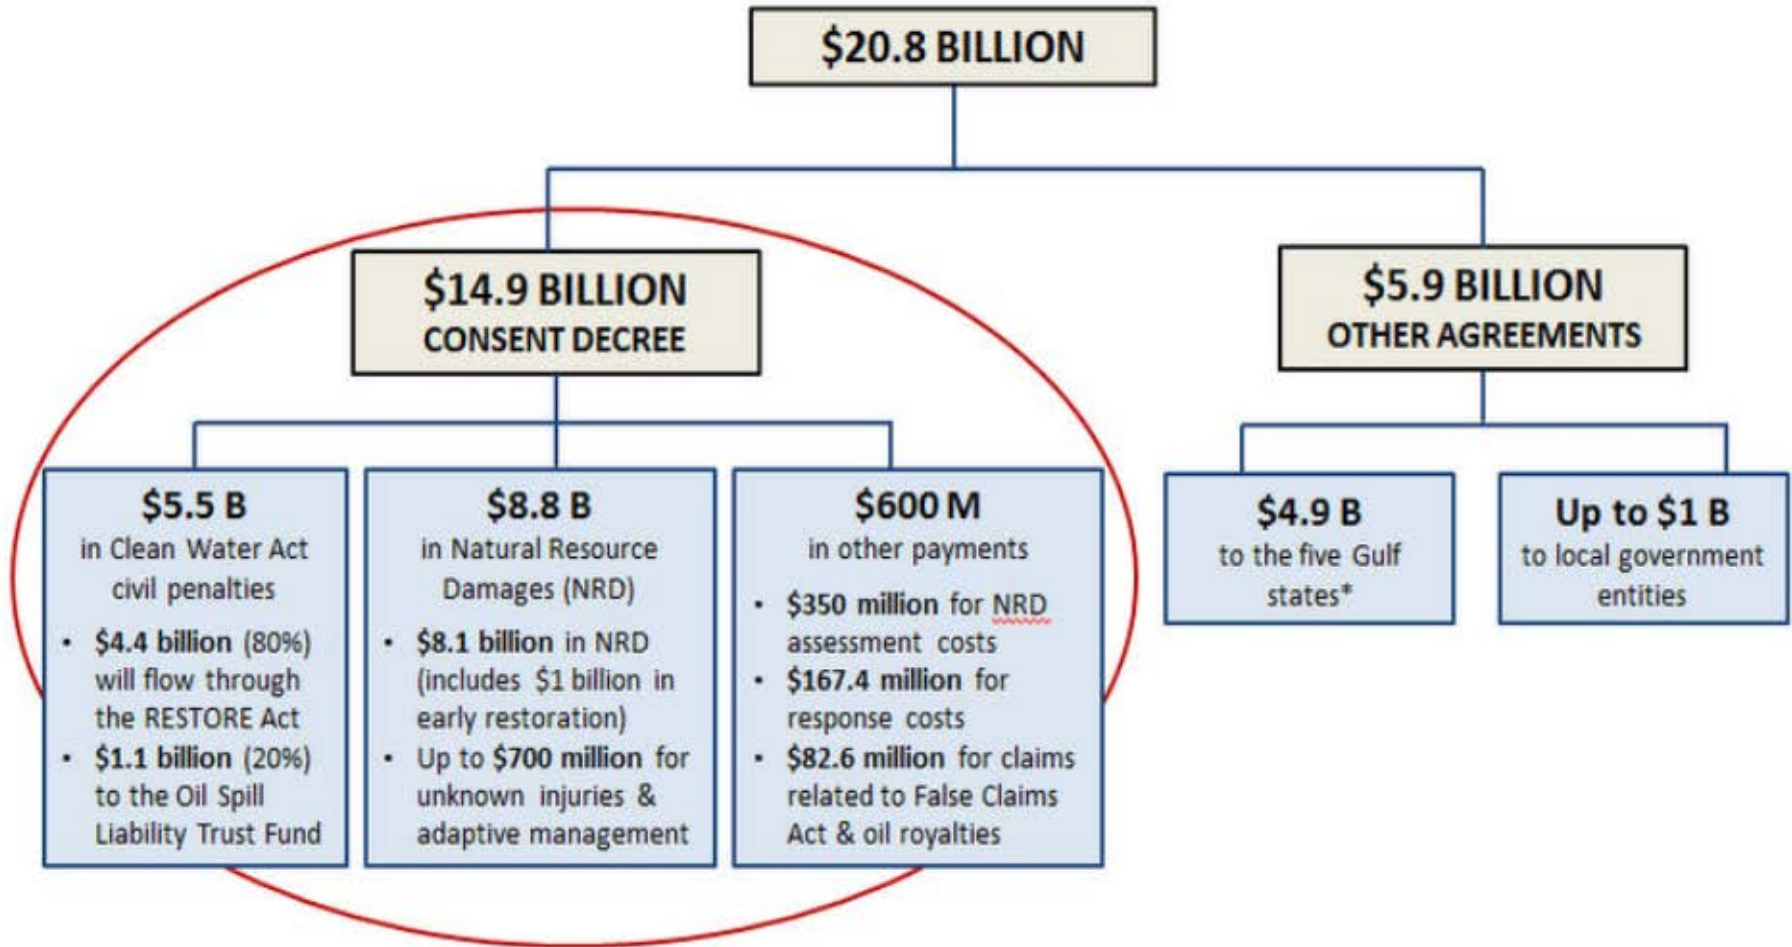 $20.8 BILLION
$14.9 BILLION
CONSENT DECREE
$5.9 BILLION
OTHER AGREEMENTS
$5.5 B
in Clean Water Act
civil penalties
• $4.4 billion (80%)
will flow through
the RESTORE Act
• $1.1 billion (20%)
to the Oil Spill
Liability Trust Fund
$8.8 B
in Natural Resource
Damages (NRD)
• $8.1 billion in NRD
(includes $1 billion in
early restoration)
• Up to $700 million for
unknown injuries &
adaptive management
$600 M
in other payments
• $350 million for NRD
assessment costs
• $167.4 million for
response costs
• $82.6 million for claims
related to False Claims
Act & oil royalties
$4.9 B
to the five Gulf
states*
Up to $1 B
to local government
entities